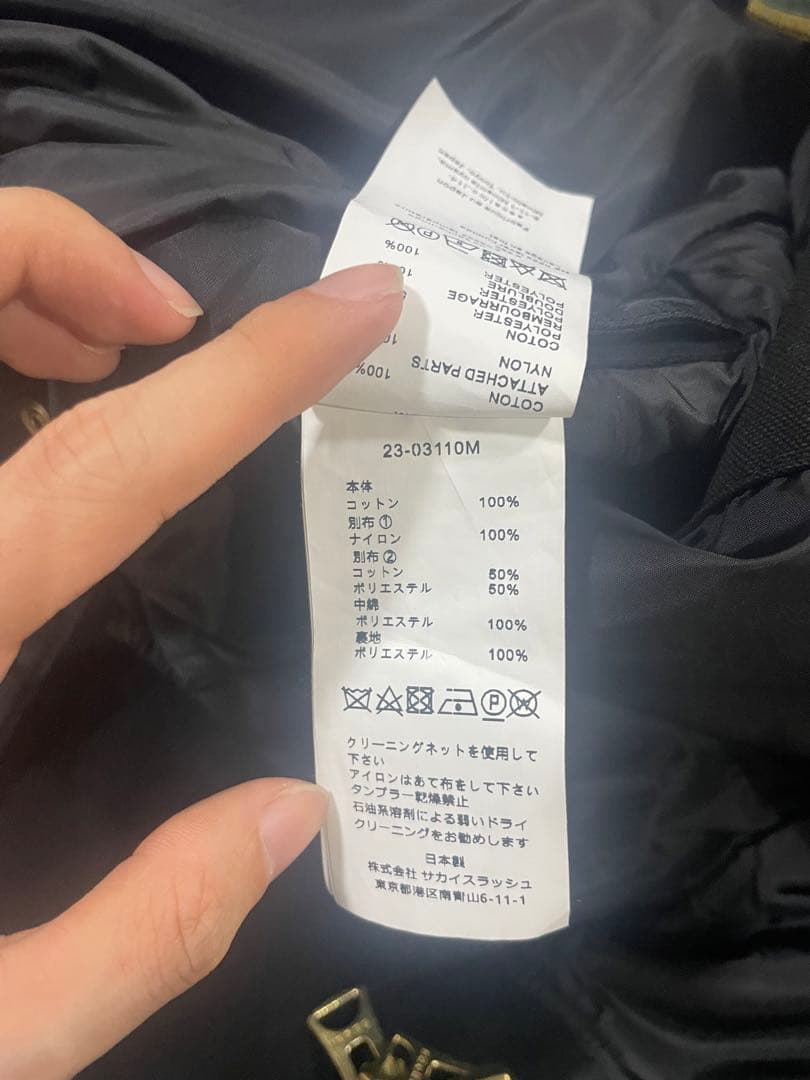 100%
POLYESTER
DOUBLURE
POLYESTER
REMBOURRAGE
POLYESTER
COTON
NYLON
ATTACHED PARTS
100%
COTON
23-03110M
本体
コットン 100%
別布①
ナイロン 100%
別布②
コットン 50%
ポリエステル 50%
中綿
ポリエステル 100%
裏地
ポリエステル 100%
P W
クリーニングネットを使用して
下さい
アイロンはあて布をして下さい
タンブラー乾燥禁止
石油系溶剤による弱いドライ
クリーニングをお勧めします
日本製
株式会社 サカイスラッシュ
東京都港区南青山6-11-1